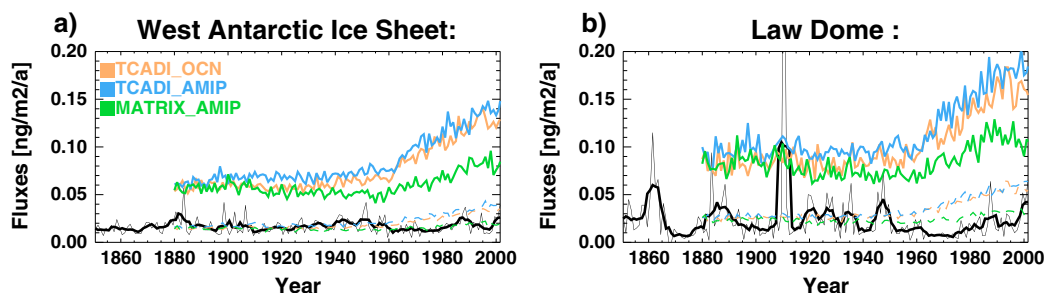 a) West Antarctic Ice Sheet:
Fluxes [ng/m2/a]
0.20
0.15
0.10
0.05
0.00
TCADI_OCN
TCADI_AMIP
MATRIX_AMIP
1860 1880 1900 1920 1940 1960 1980 2000
Year
b) Law Dome :
Fluxes [ng/m2/a]
0.20
0.15
0.10
0.05
0.00
1860 1880 1900 1920 1940 1960 1980 2000
Year